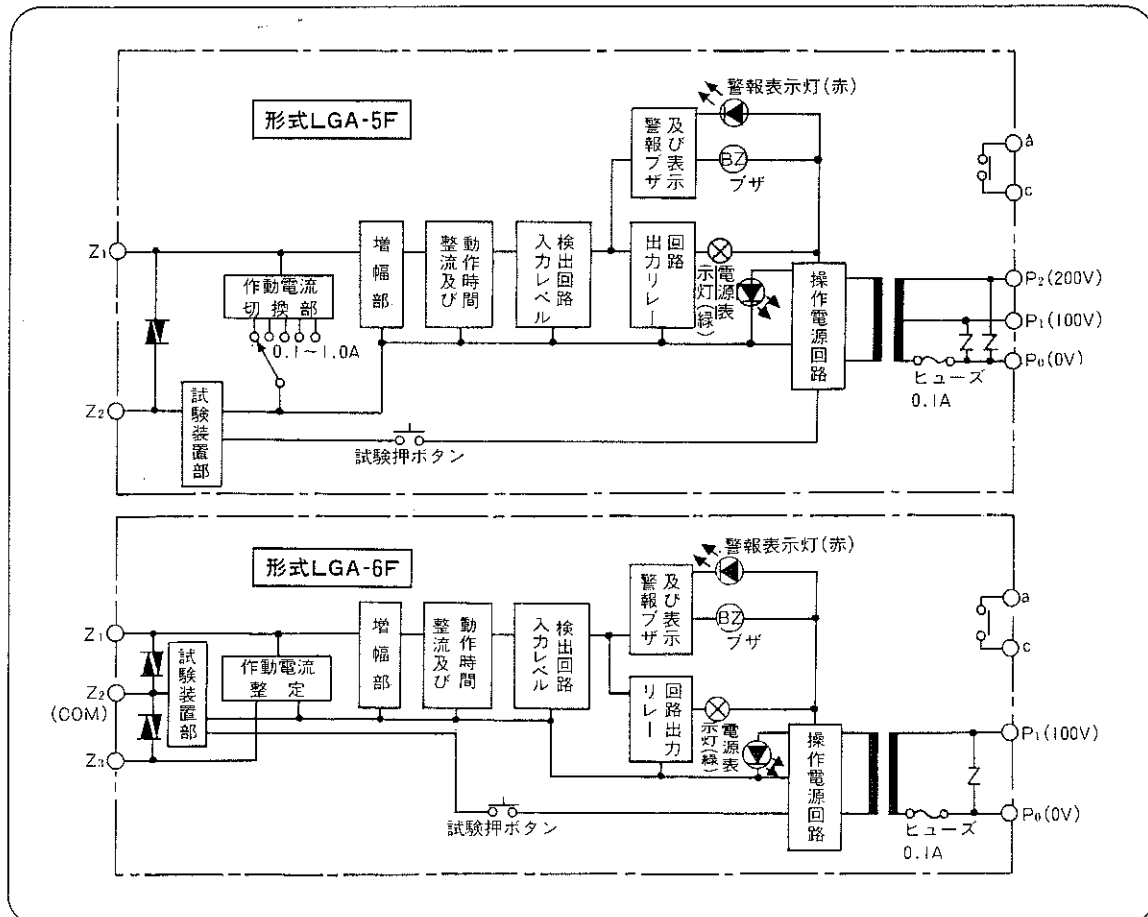 形式LGA-5F
警報表示灯(赤)
警報ブザ
及び表示
BZ
ブザ
a
c
Z1
作動電流
切換部
0.1~1.0A
増幅部
整流及び
動作時間
入力レベル
検出回路
出力リレー
回路
電源表
示灯(緑)
操作電源回路
P2(200V)
P1(100V)
P0(0V)
ヒューズ
0.1A
Z2
試験装置部
試験押ボタン
形式LGA-6F
警報表示灯(赤)
警報ブザ
及び表示
BZ
ブザ
a
c
Z1
Z2
(COM)
Z3
試験装置部
作動電流
整定
増幅部
整流及び
動作時間
入力レベル
検出回路
回路出力
リレー
電源表
示灯(緑)
操作電源回路
P1(100V)
P0(0V)
ヒューズ
0.1A
試験押ボタン